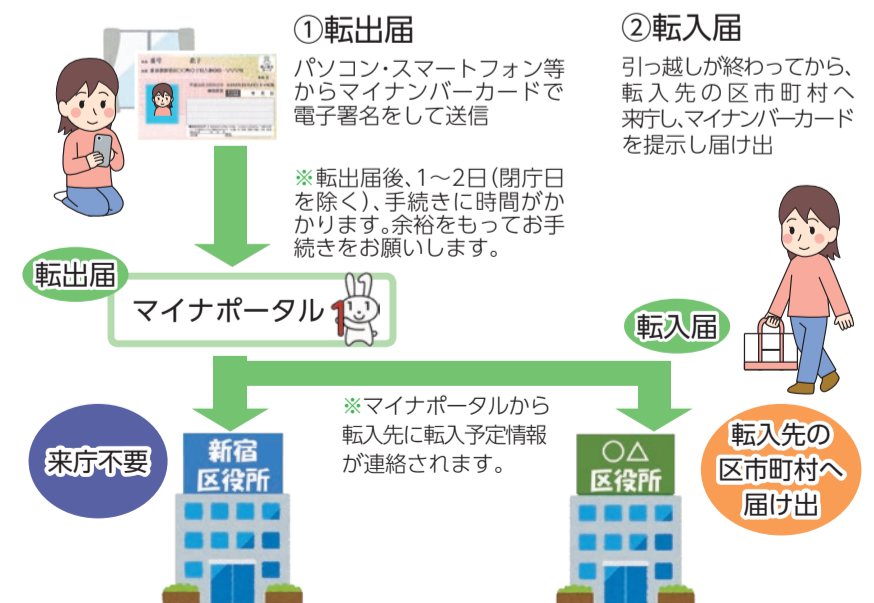 ①転出届
パソコン・スマートフォン等
からマイナンバーカードで
電子署名をして送信
※転出届後、1～2日(閉庁日
を除く)、手続きに時間がか
かります。余裕をもってお手
続きをお願いします。
②転入届
引っ越しが終わってから、
転入先の区市町村へ
来庁し、マイナンバーカード
を提示し届け出
転出届
マイナポータル
1
転入届
※マイナポータルから
転入先に転入予定情報
が連絡されます。
来庁不要
新宿
区役所
○△
区役所
転入先の
区市町村へ
届け出